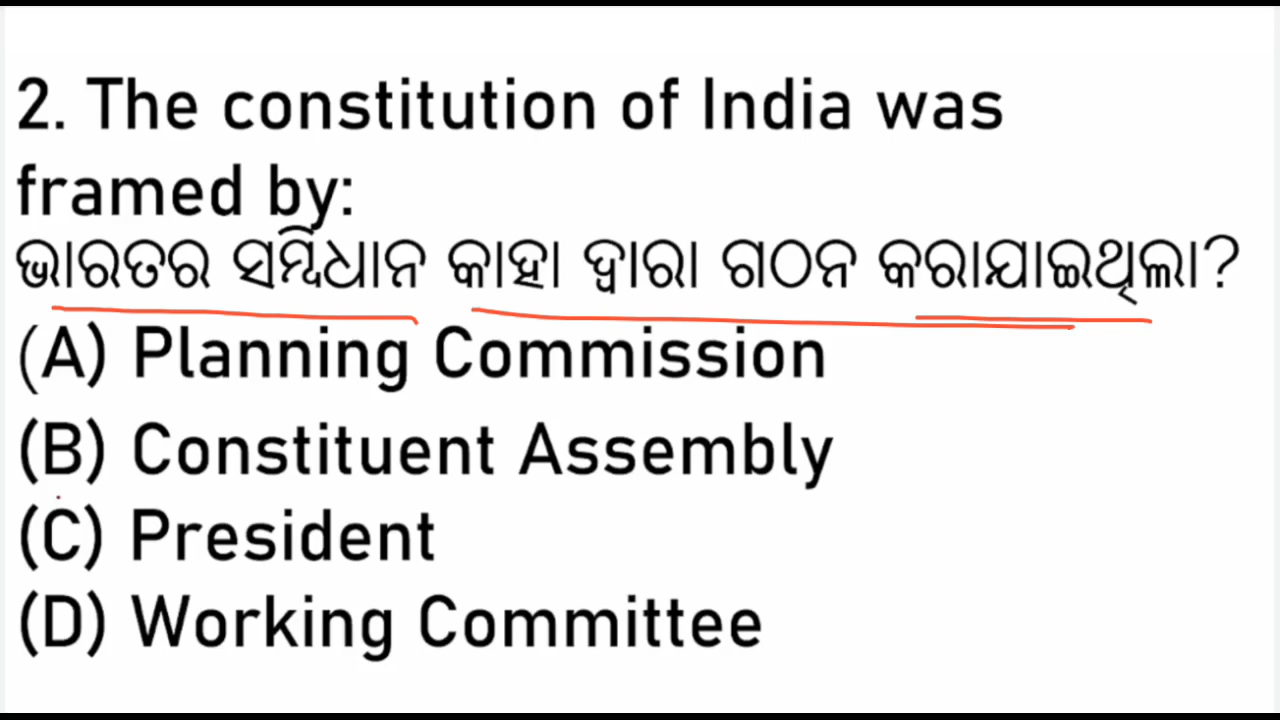 2. The constitution of India was
framed by:
ଭାରତର ସମ୍ବିଧାନ କାହା ଦ୍ୱାରା ଗଠନ କରାଯାଇଥିଲା?
(A) Planning Commission
(B) Constituent Assembly
(C) President
(D) Working Committee